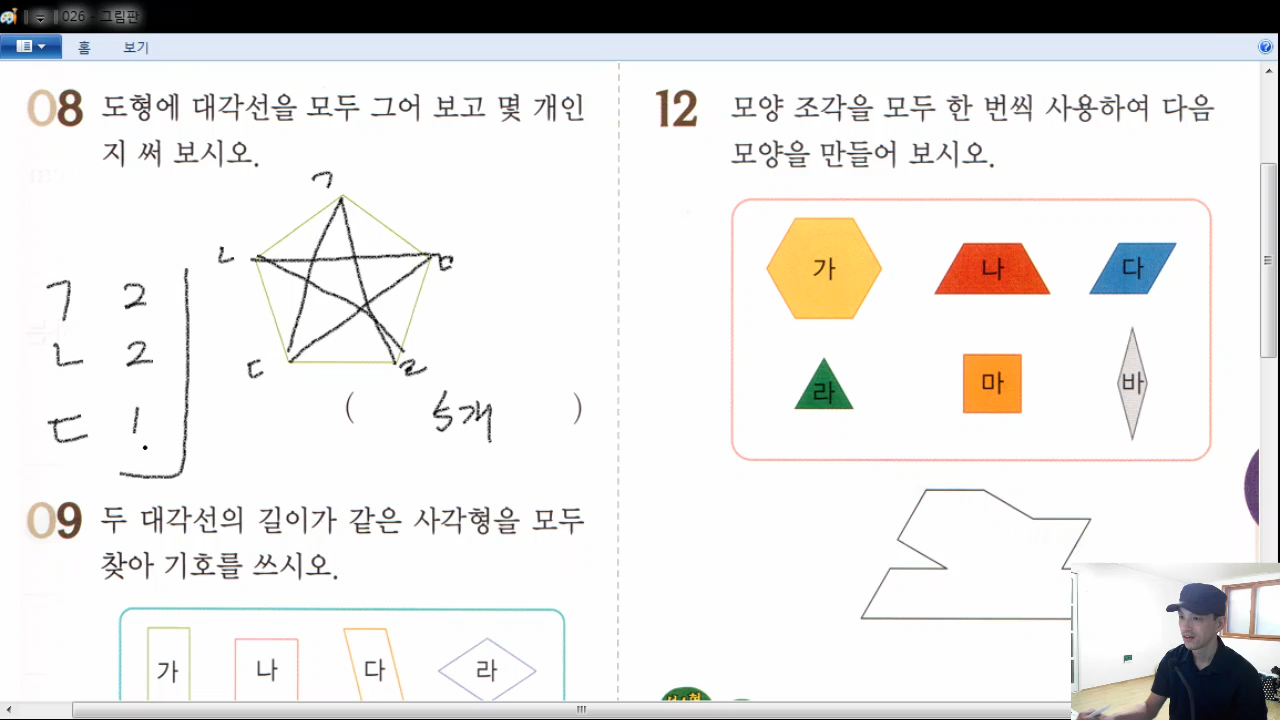 026 - 그림판
홈 보기
08 도형에 대각선을 모두 그어 보고 몇 개인
지 써 보시오.
ㄱ
ㄴ ㅁ
ㄷ ㄹ
ㄱ 2
ㄴ 2
ㄷ 1
( 5개 )
09 두 대각선의 길이가 같은 사각형을 모두
찾아 기호를 쓰시오.
가 나 다 라
12 모양 조각을 모두 한 번씩 사용하여 다음
모양을 만들어 보시오.
가 나 다
라 마 바